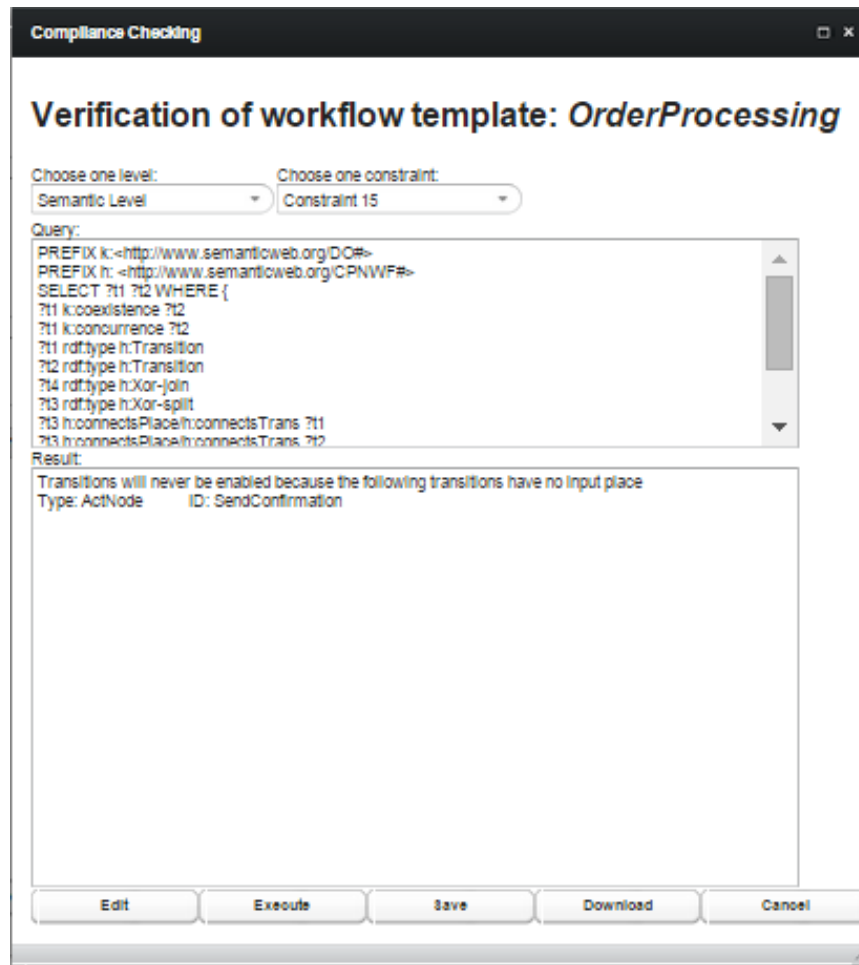 Compliance Checking
Verification of workflow template: OrderProcessing
Choose one level: Choose one constraint:
Semantic Level Constraint 15
Query:
PREFIX k:<http://www.semanticweb.org/DO#>
PREFIX h: <http://www.semanticweb.org/CPNWF#>
SELECT ?t1 ?t2 WHERE {
?t1 k:coexistence ?t2
?t1 k:concurrence ?t2
?t1 rdf:type h:Transition
?t2 rdf:type h:Transition
?t4 rdf:type h:Xor-join
?t3 rdf:type h:Xor-split
?t3 h:connectsPlace/h:connectsTrans ?t1
?t3 h:connectsPlace/h:connectsTrans ?t2
Result:
Transitions will never be enabled because the following transitions have no input place
Type: ActNode ID: SendConfirmation
Edit Execute Save Download Cancel